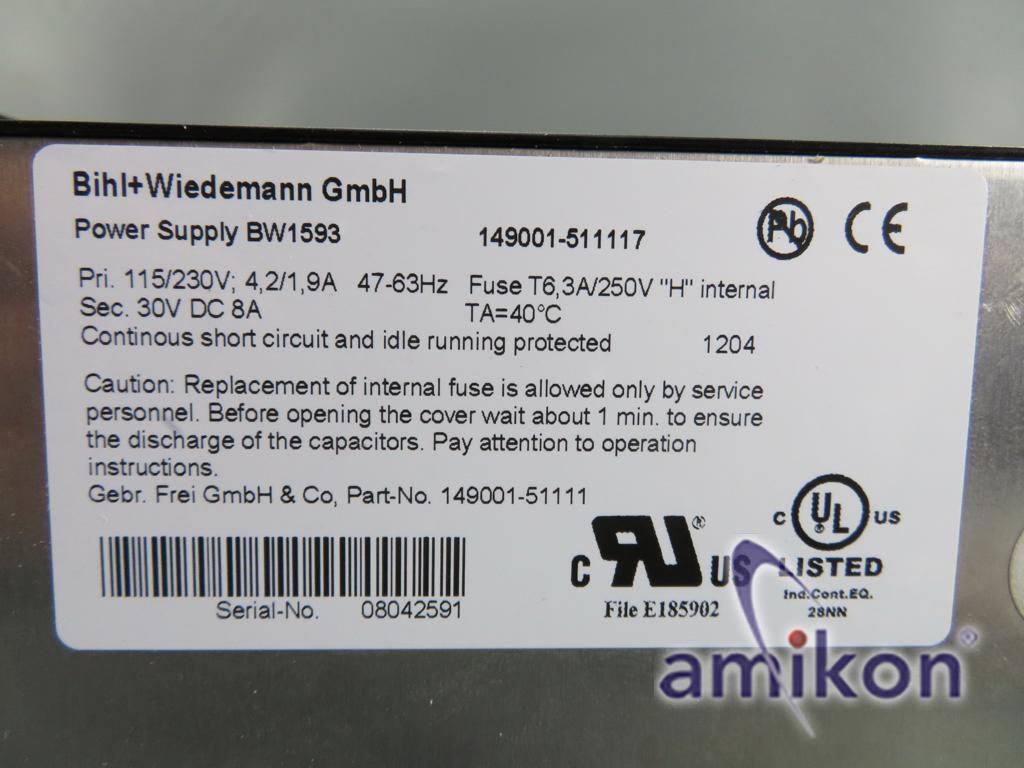 Bihl+Wiedemann GmbH
Power Supply BW1593 149001-511117
Pb CE
Pri. 115/230V; 4,2/1,9A 47-63Hz Fuse T6,3A/250V "H" internal
Sec. 30V DC 8A TA=40°C
Continous short circuit and idle running protected 1204
Caution: Replacement of internal fuse is allowed only by service
personnel. Before opening the cover wait about 1 min. to ensure
the discharge of the capacitors. Pay attention to operation
instructions.
Gebr. Frei GmbH & Co, Part-No. 149001-51111
Serial-No. 08042591
c RU® US
File E185902
C UL® US
LISTED
Ind.Cont.EQ.
28NN
amikon®